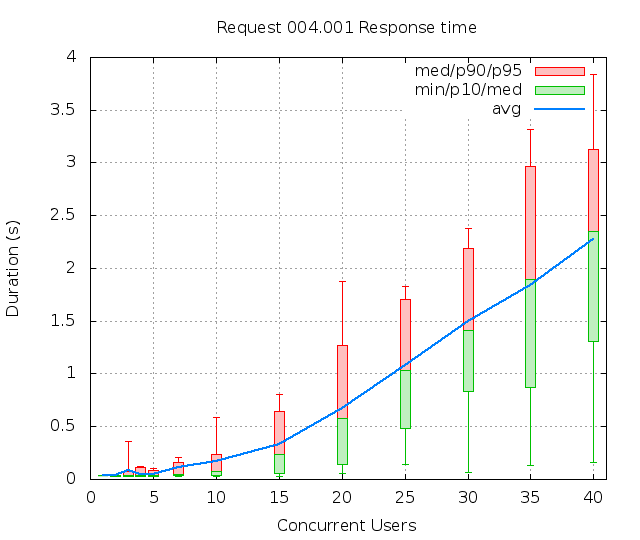 Request 004.001 Response time
med/p90/p95
min/p10/med
avg
4
3.5
3
2.5
2
1.5
1
0.5
0
Duration (s)
0 5 10 15 20 25 30 35 40
Concurrent Users